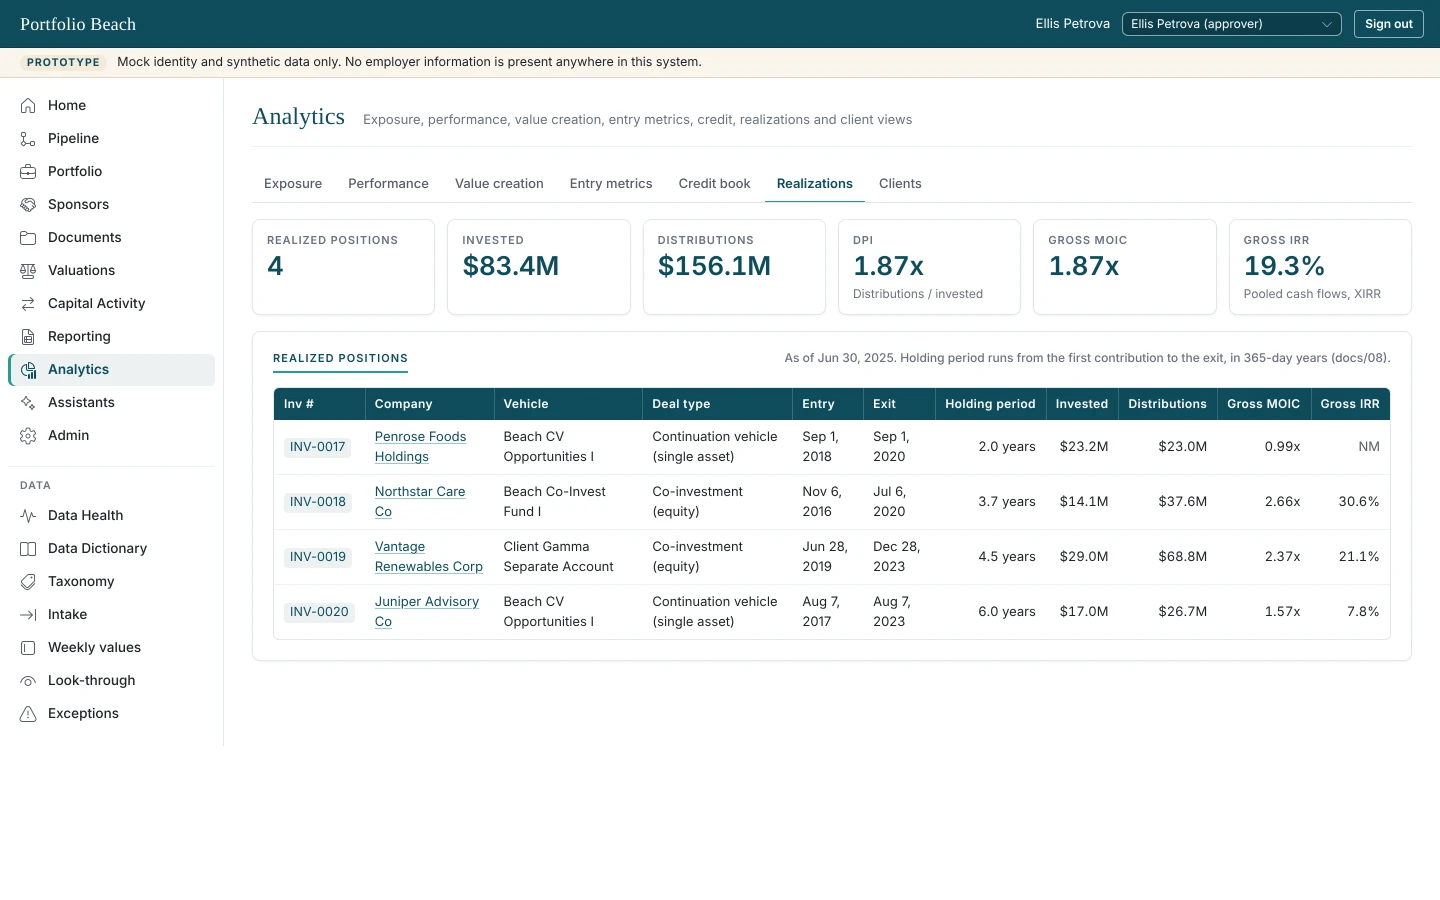 Portfolio Beach
Ellis Petrova
Ellis Petrova (approver)
Sign out
PROTOTYPE Mock identity and synthetic data only. No employer information is present anywhere in this system.
Home
Pipeline
Portfolio
Sponsors
Documents
Valuations
Capital Activity
Reporting
Analytics
Assistants
Admin
DATA
Data Health
Data Dictionary
Taxonomy
Intake
Weekly values
Look-through
Exceptions
Analytics Exposure, performance, value creation, entry metrics, credit, realizations and client views
Exposure Performance Value creation Entry metrics Credit book Realizations Clients
REALIZED POSITIONS
4
INVESTED
$83.4M
DISTRIBUTIONS
$156.1M
DPI
1.87x
Distributions / invested
GROSS MOIC
1.87x
GROSS IRR
19.3%
Pooled cash flows, XIRR
REALIZED POSITIONS As of Jun 30, 2025. Holding period runs from the first contribution to the exit, in 365-day years (docs/08).
Inv # Company Vehicle Deal type Entry Exit Holding period Invested Distributions Gross MOIC Gross IRR
INV-0017 Penrose Foods Holdings Beach CV Opportunities I Continuation vehicle (single asset) Sep 1, 2018 Sep 1, 2020 2.0 years $23.2M $23.0M 0.99x NM
INV-0018 Northstar Care Co Beach Co-Invest Fund I Co-investment (equity) Nov 6, 2016 Jul 6, 2020 3.7 years $14.1M $37.6M 2.66x 30.6%
INV-0019 Vantage Renewables Corp Client Gamma Separate Account Co-investment (equity) Jun 28, 2019 Dec 28, 2023 4.5 years $29.0M $68.8M 2.37x 21.1%
INV-0020 Juniper Advisory Co Beach CV Opportunities I Continuation vehicle (single asset) Aug 7, 2017 Aug 7, 2023 6.0 years $17.0M $26.7M 1.57x 7.8%